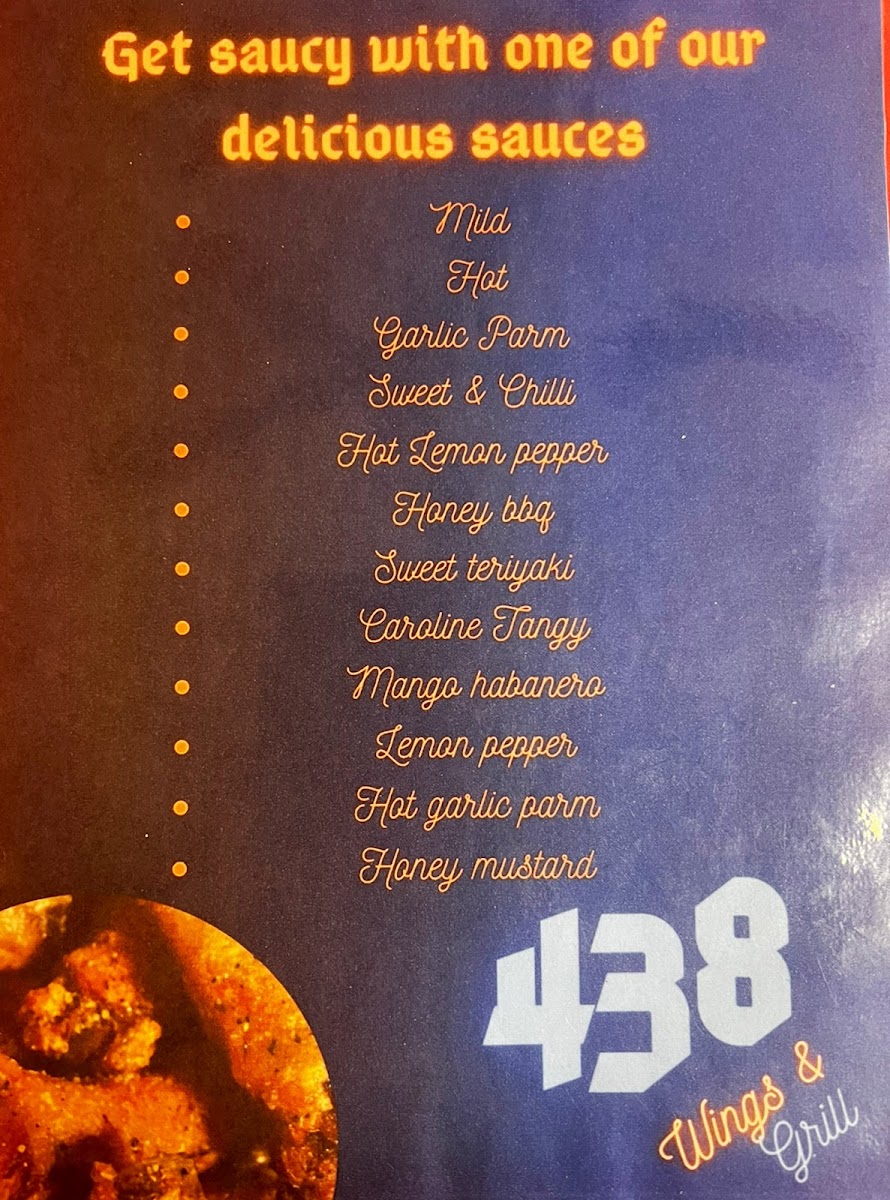 Get saucy with one of our
delicious sauces
Mild
Hot
Garlic Parm
Sweet & Chilli
Hot Lemon pepper
Honey bbq
Sweet teriyaki
Caroline Tangy
Mango habanero
Lemon pepper
Hot garlic parm
Honey mustard
438
Wings &
Grill